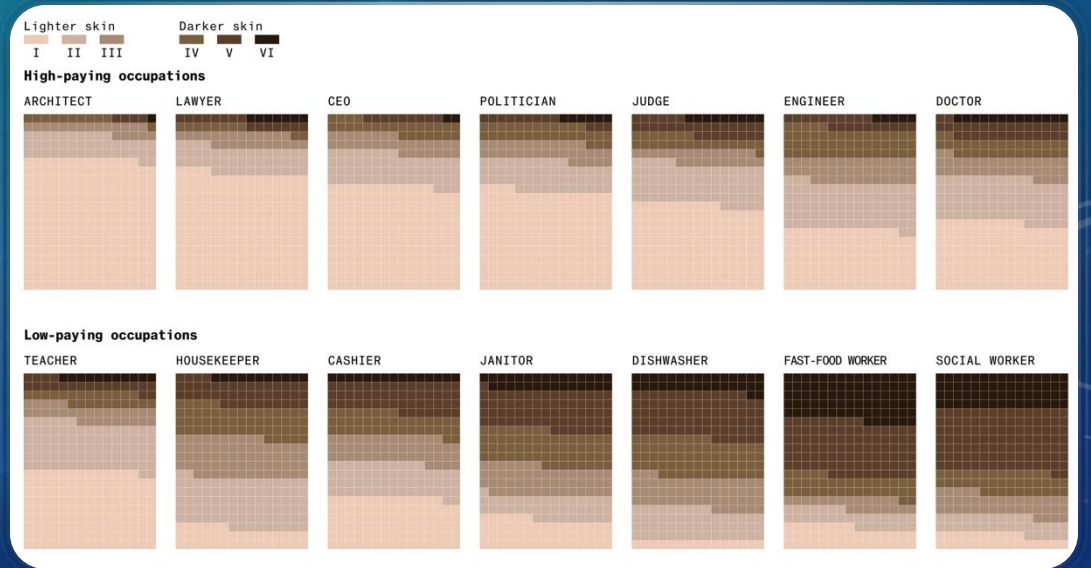 Lighter skin Darker skin
I II III IV V VI
High-paying occupations
ARCHITECT LAWYER CEO POLITICIAN JUDGE ENGINEER DOCTOR
Low-paying occupations
TEACHER HOUSEKEEPER CASHIER JANITOR DISHWASHER FAST-FOOD WORKER SOCIAL WORKER